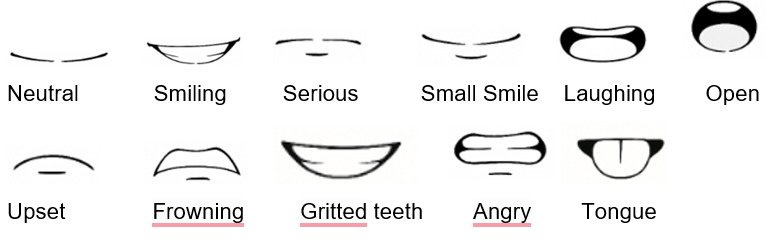 Neutral Smiling Serious Small Smile Laughing Open
Upset Frowning Gritted teeth Angry Tongue